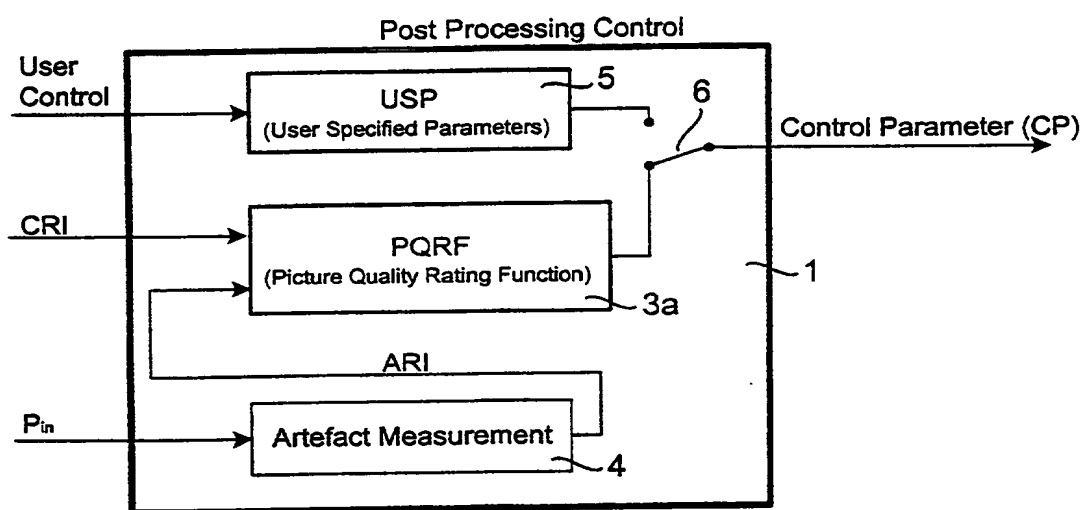 Post Processing Control
User
Control
USP
(User Specified Parameters)
5
6
Control Parameter (CP)
CRI
PQRF
(Picture Quality Rating Function)
3a
1
ARI
Pin
Artefact Measurement
4